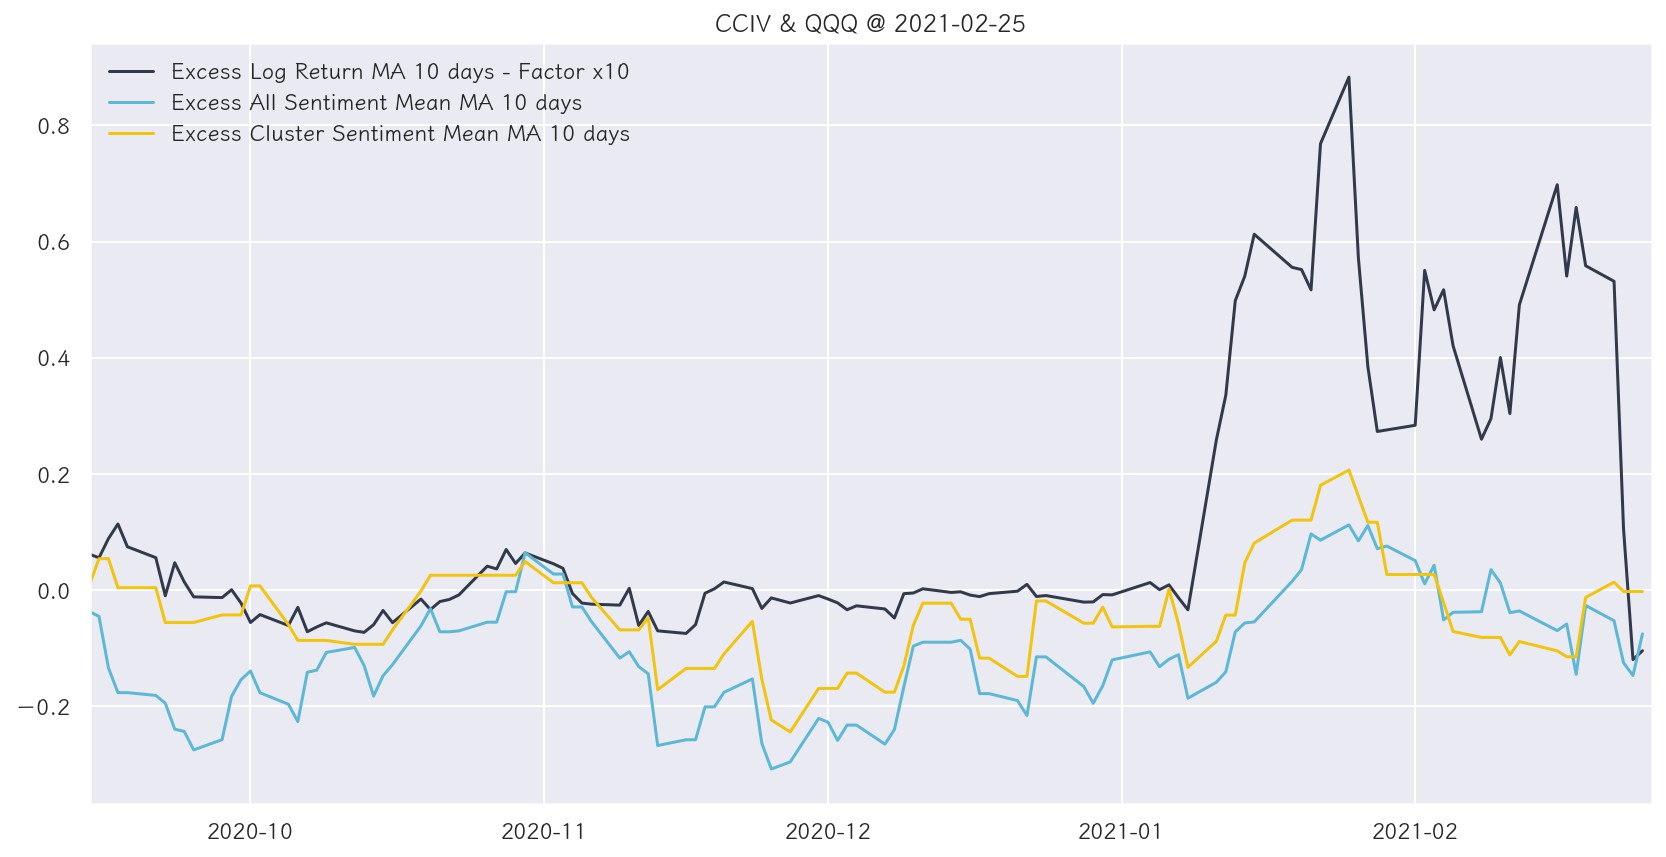 CCIV & QQQ @ 2021-02-25
Excess Log Return MA 10 days - Factor x10
Excess All Sentiment Mean MA 10 days
Excess Cluster Sentiment Mean MA 10 days
0.8
0.6
0.4
0.2
0.0
−0.2
2020-10 2020-11 2020-12 2021-01 2021-02